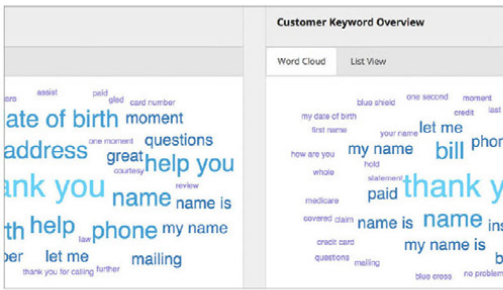 Customer Keyword Overview
Word Cloud
List View
assist
paid
glad
card number
ate of birth
moment
one moment
questions
address
great
help you
courtesy
review
ank you
name
name is
th
help
law
phone
my name
let me
mailing
thank you for calling
further
blue shield
one second
moment
credit
last
my date of birth
first name
your name
let me
phon
how are you
my name
bill
hold
whole
statement
thank y
medicare
paid
covered
claim
name is
name
ins
credit card
my name is
questions
mailing
b
blue cross
no problem